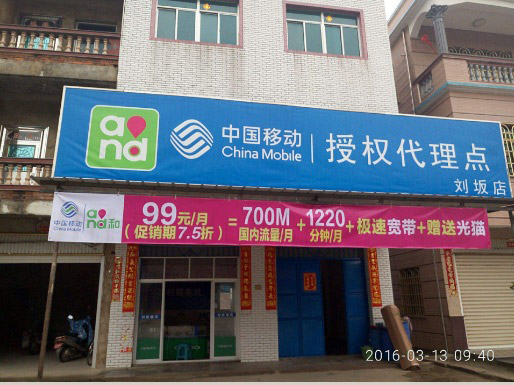 and
中国移动
China Mobile
授权代理点
刘坂店
中国移动
China Mobile
and和
99元/月
(促销期7.5折)
=
700M
国内流量/月
+
1220
分钟/月
+极速宽带+赠送光猫
2016-03-13 09:40